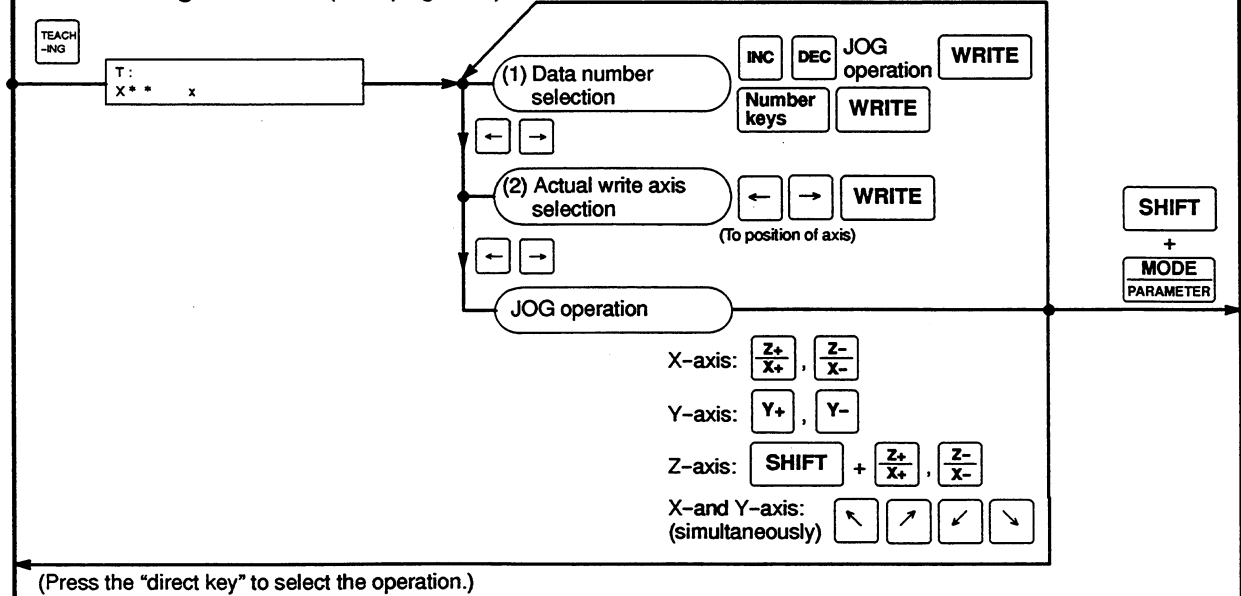 TEACH
-ING
T:
X** x
(1) Data number
selection
INC DEC JOG
operation WRITE
Number
keys WRITE
← →
(2) Actual write axis
selection
← → WRITE
(To position of axis)
← →
SHIFT
+
MODE
PARAMETER
JOG operation
X-axis: Z+
X+ , Z-
X-
Y-axis: Y+ , Y-
Z-axis: SHIFT + Z+
X+ , Z-
X-
X-and Y-axis:
(simultaneously) ↖ ↗ ↙ ↘
(Press the "direct key" to select the operation.)